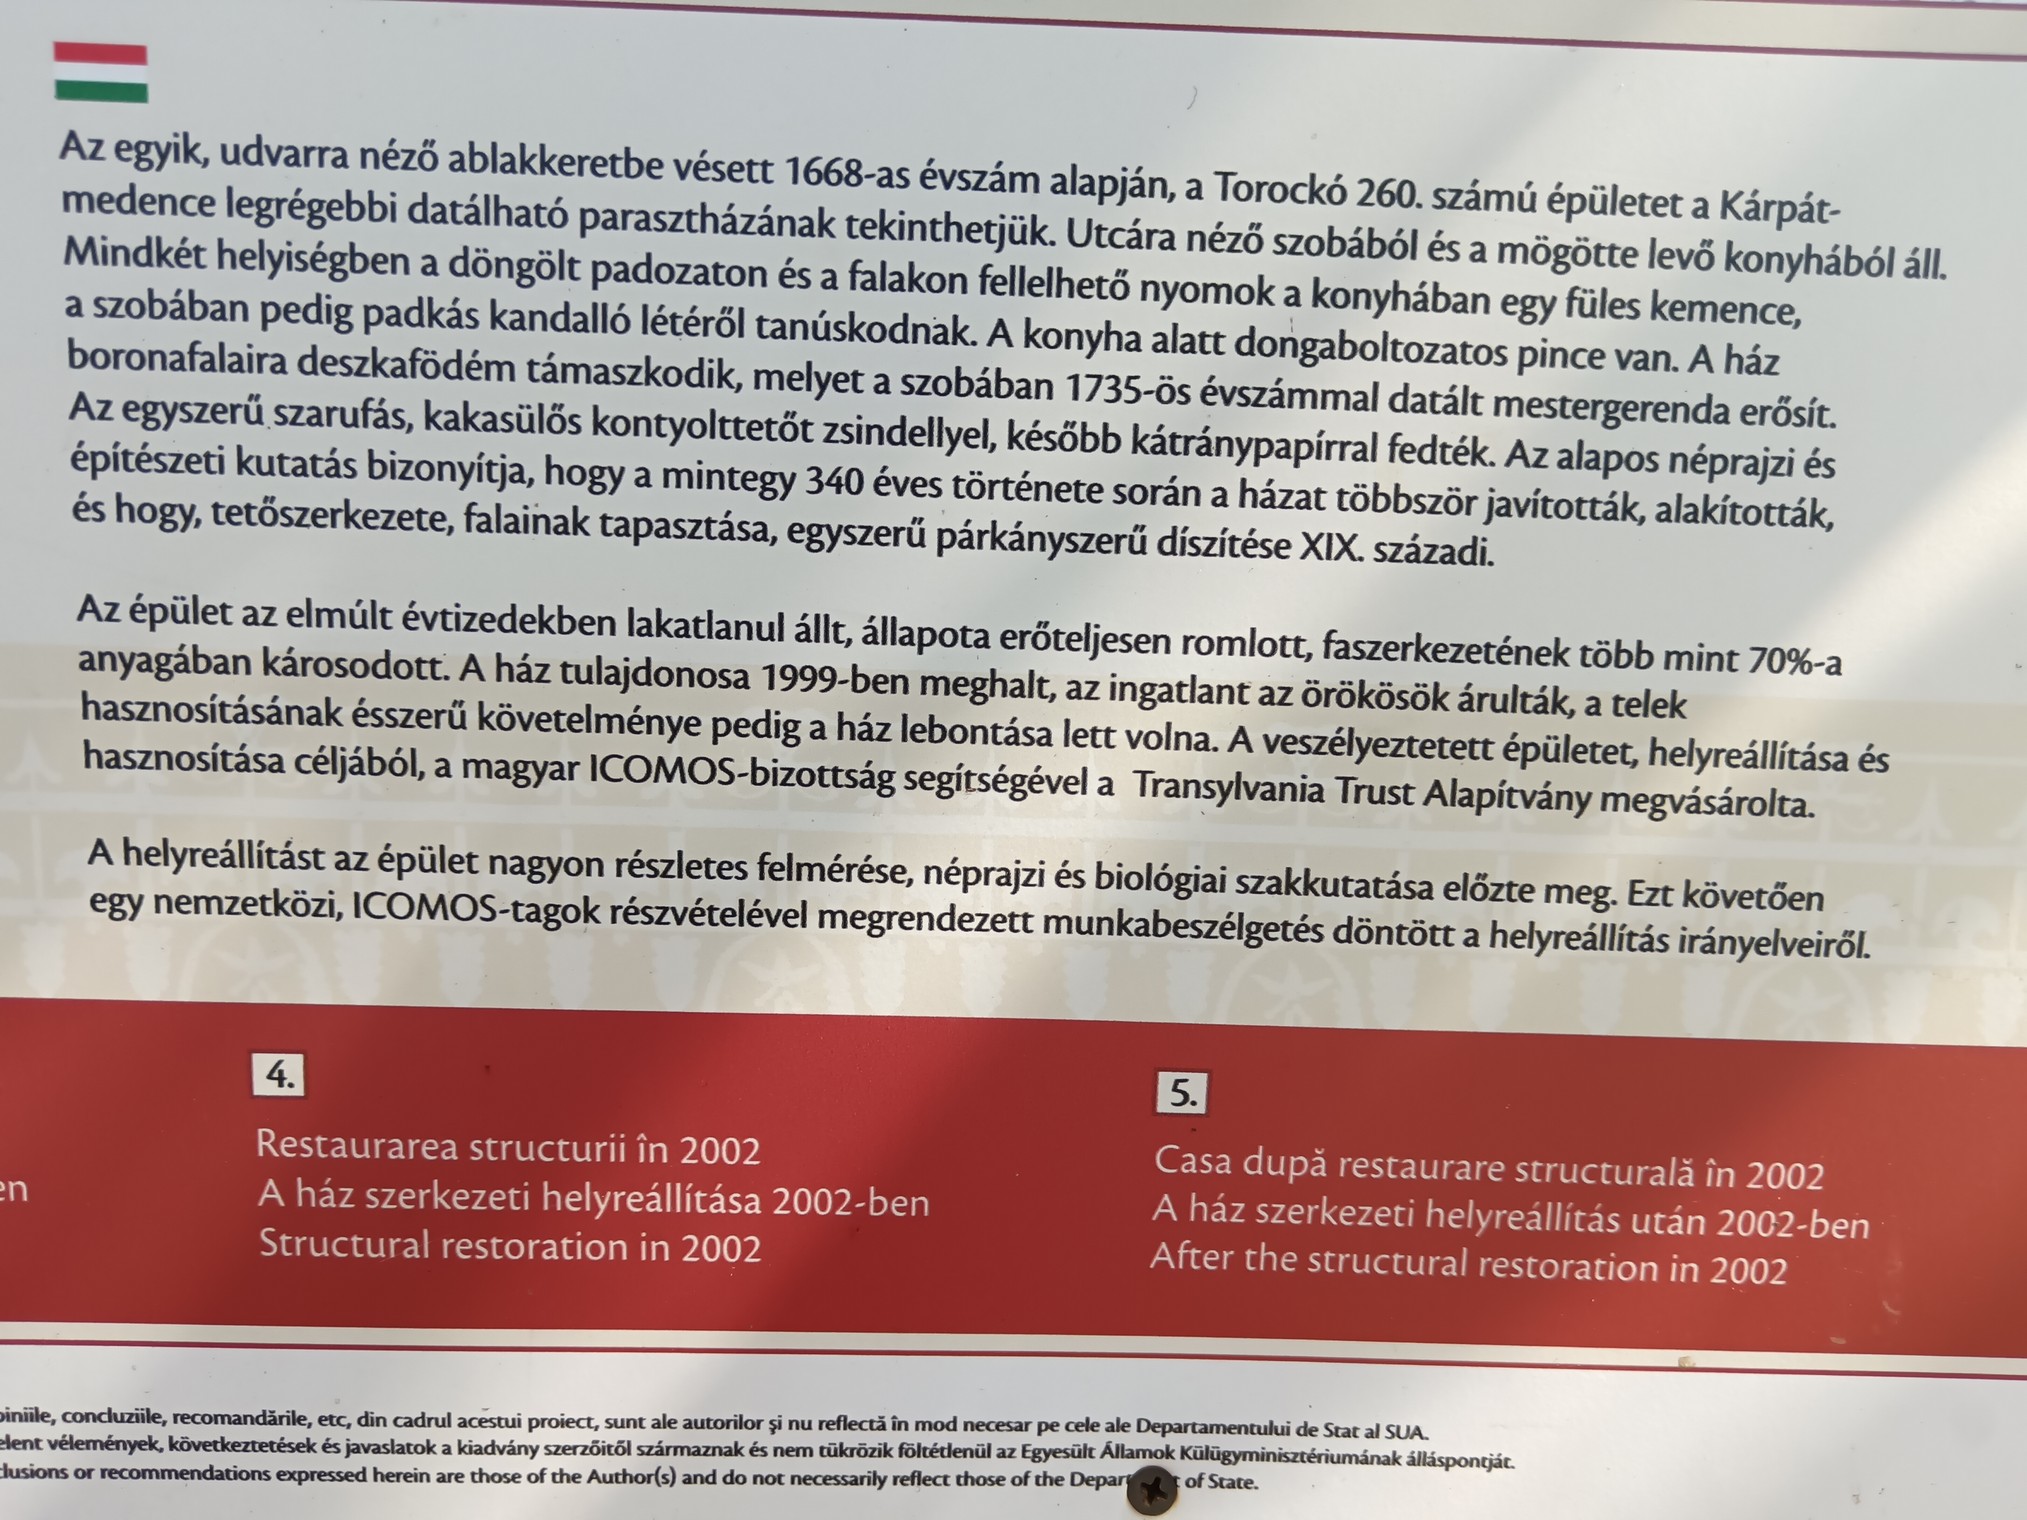 Az egyik, udvarra néző ablakkeretbe vésett 1668-as évszám alapján, a Torockó 260. számú épületet a Kárpát-
medence legrégebbi datálható parasztházának tekinthetjük. Utcára néző szobából és a mögötte levő konyhából áll.
Mindkét helyiségben a döngölt padozaton és a falakon fellelhető nyomok a konyhában egy füles kemence,
a szobában pedig padkás kandalló létéről tanúskodnak. A konyha alatt dongaboltozatos pince van. A ház
boronafalaira deszkafödém támaszkodik, melyet a szobában 1735-ös évszámmal datált mestergerenda erősít.
Az egyszerű szarufás, kakasülős kontyolttetőt zsindellyel, később kátránypapírral fedték. Az alapos néprajzi és
építészeti kutatás bizonyítja, hogy a mintegy 340 éves története során a házat többször javították, alakították,
és hogy, tetőszerkezete, falainak tapasztása, egyszerű párkányszerű díszítése XIX. századi.
Az épület az elmúlt évtizedekben lakatlanul állt, állapota erőteljesen romlott, faszerkezetének több mint 70%-a
anyagában károsodott. A ház tulajdonosa 1999-ben meghalt, az ingatlant az örökösök árulták, a telek
hasznosításának ésszerű követelménye pedig a ház lebontása lett volna. A veszélyeztetett épületet, helyreállítása és
hasznosítása céljából, a magyar ICOMOS-bizottság segítségével a Transylvania Trust Alapítvány megvásárolta.
A helyreállítást az épület nagyon részletes felmérése, néprajzi és biológiai szakkutatása előzte meg. Ezt követően
egy nemzetközi, ICOMOS-tagok részvételével megrendezett munkabeszélgetés döntött a helyreállítás irányelveiről.
en
4.
Restaurarea structurii în 2002
A ház szerkezeti helyreállítása 2002-ben
Structural restoration in 2002
5.
Casa după restaurare structurală în 2002
A ház szerkezeti helyreállítás után 2002-ben
After the structural restoration in 2002
piniile, concluziile, recomandările, etc, din cadrul acestui proiect, sunt ale autorilor şi nu reflectă în mod necesar pe cele ale Departamentului de Stat al SUA.
elent vélemények, következtetések és javaslatok a kiadvány szerzőitől származnak és nem tükrözik föltétlenül az Egyesült Államok Külügyminisztériumának álláspontját.
clusions or recommendations expressed herein are those of the Author(s) and do not necessarily reflect those of the Depar t of State.